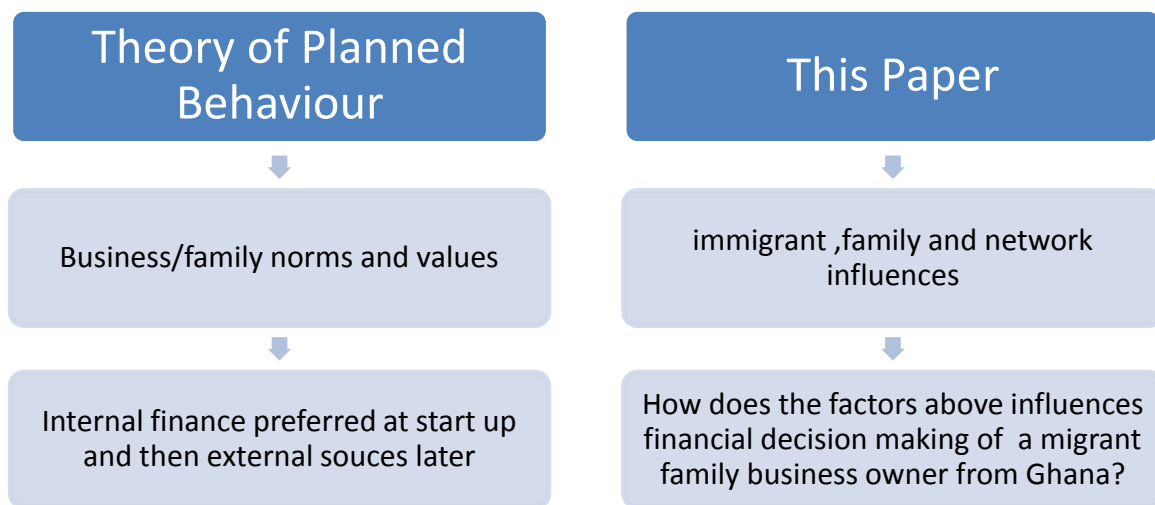 Theory of Planned
Behaviour
Business/family norms and values
Internal finance preferred at start up
and then external souces later
This Paper
immigrant ,family and network
influences
How does the factors above influences
financial decision making of a migrant
family business owner from Ghana?